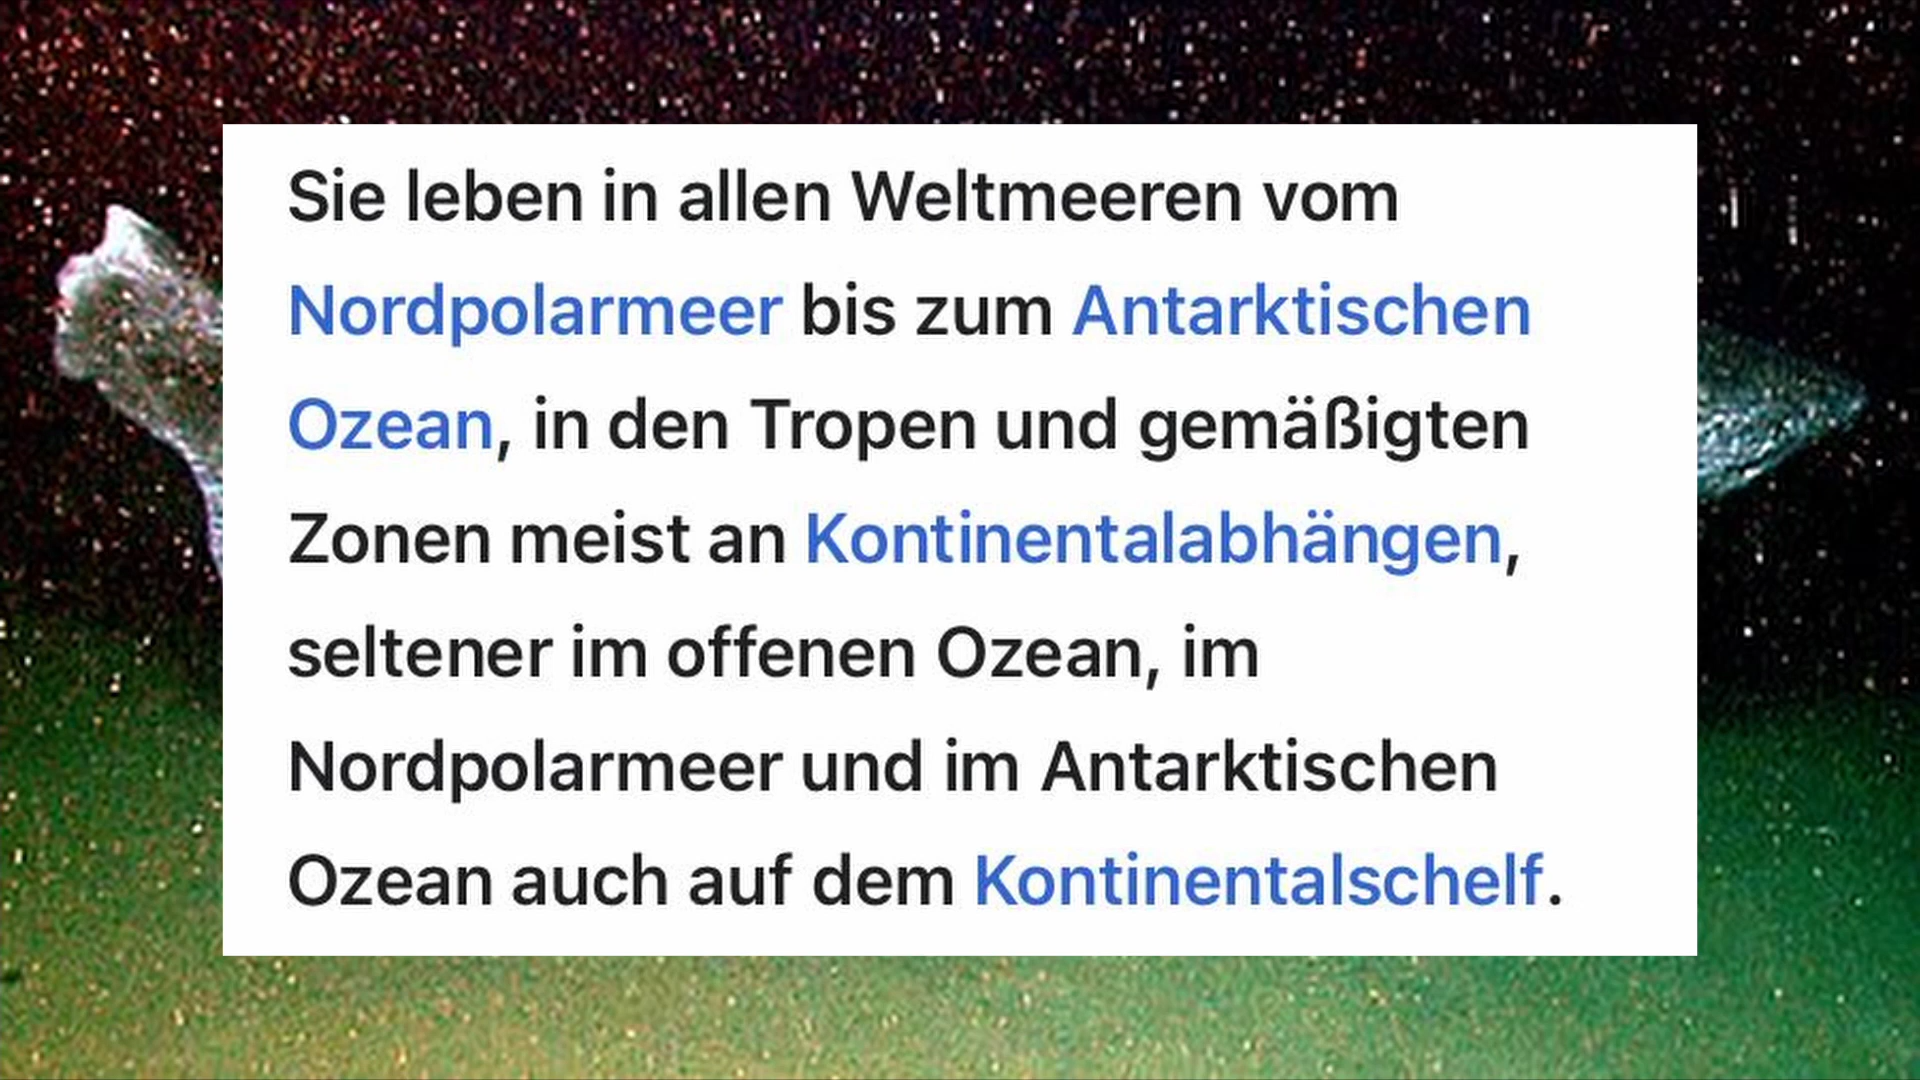 Sie leben in allen Weltmeeren vom
Nordpolarmeer bis zum Antarktischen
Ozean, in den Tropen und gemäßigten
Zonen meist an Kontinentalabhängen,
seltener im offenen Ozean, im
Nordpolarmeer und im Antarktischen
Ozean auch auf dem Kontinentalschelf.